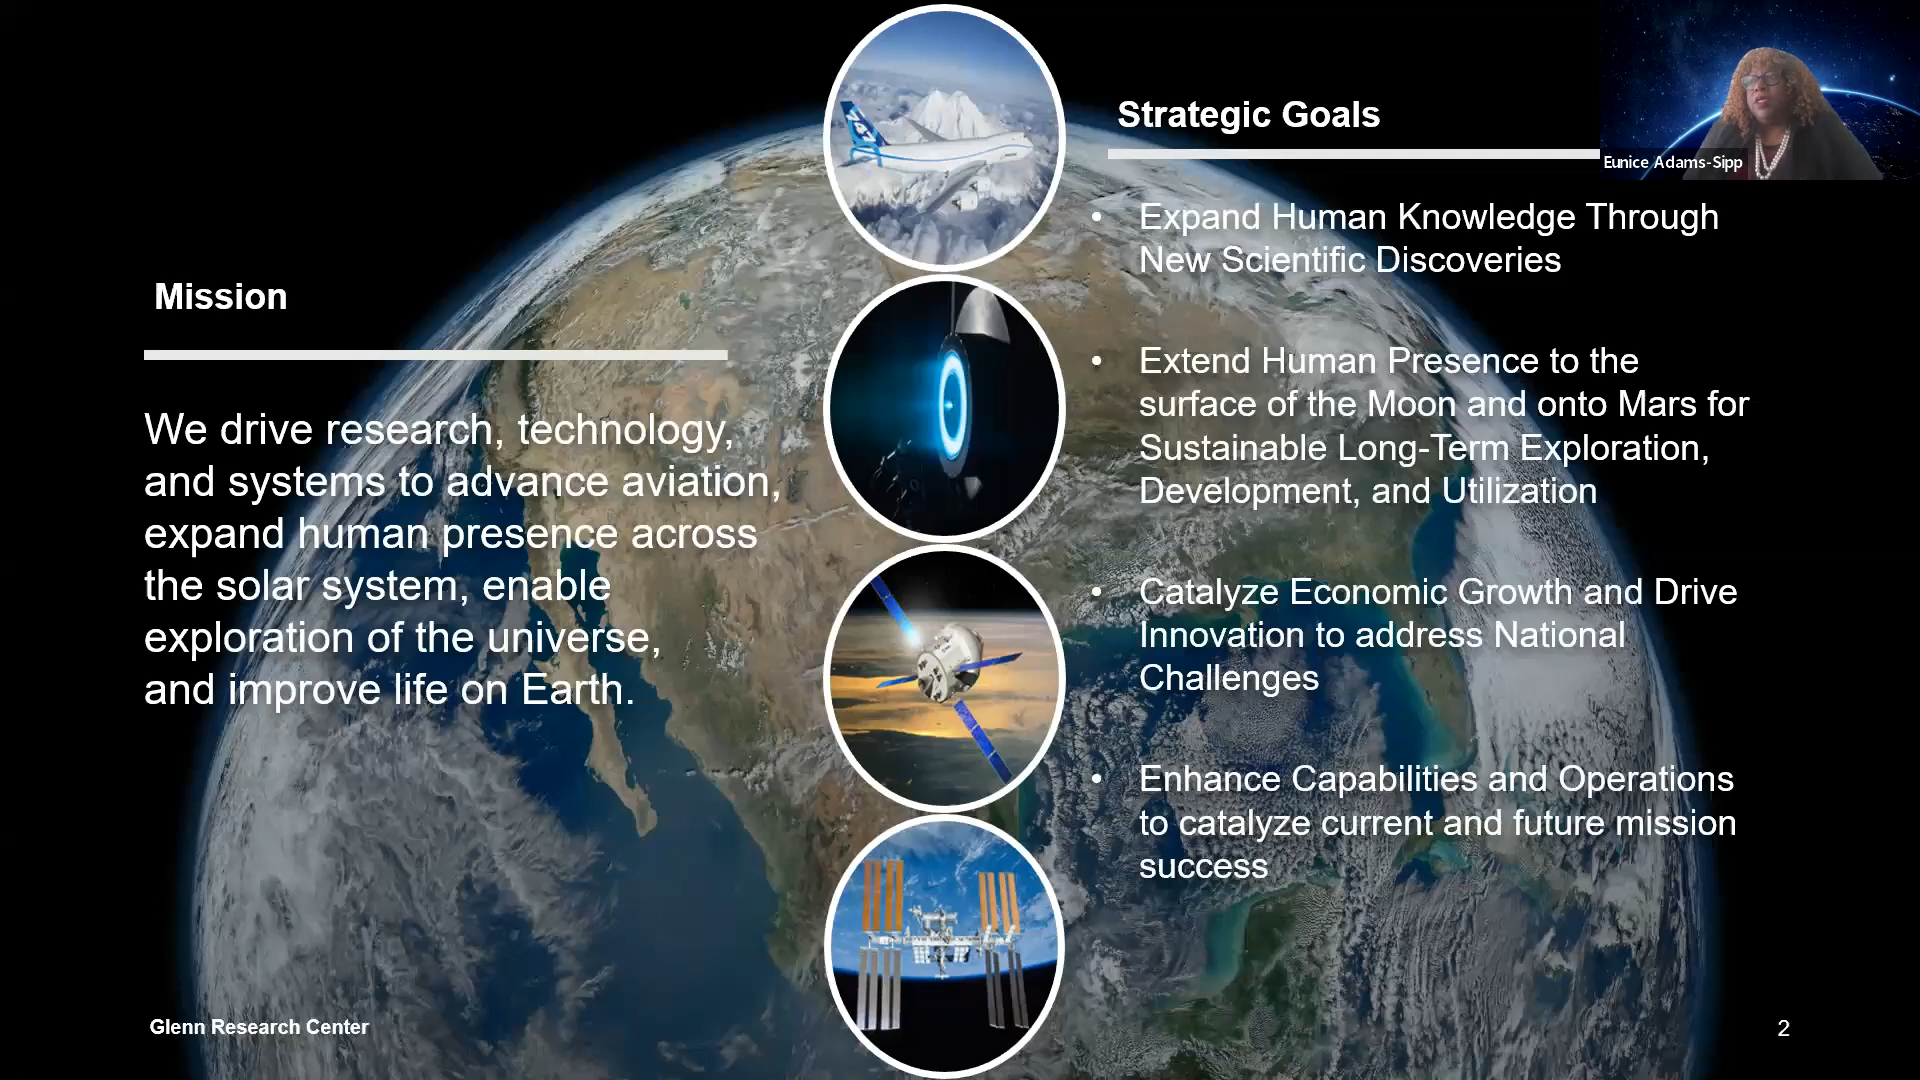 Mission
We drive research, technology,
and systems to advance aviation,
expand human presence across
the solar system, enable
exploration of the universe,
and improve life on Earth.
747
Strategic Goals
• Expand Human Knowledge Through
New Scientific Discoveries
• Extend Human Presence to the
surface of the Moon and onto Mars for
Sustainable Long-Term Exploration,
Development, and Utilization
• Catalyze Economic Growth and Drive
Innovation to address National
Challenges
• Enhance Capabilities and Operations
to catalyze current and future mission
success
Eunice Adams-Sipp
Glenn Research Center
2